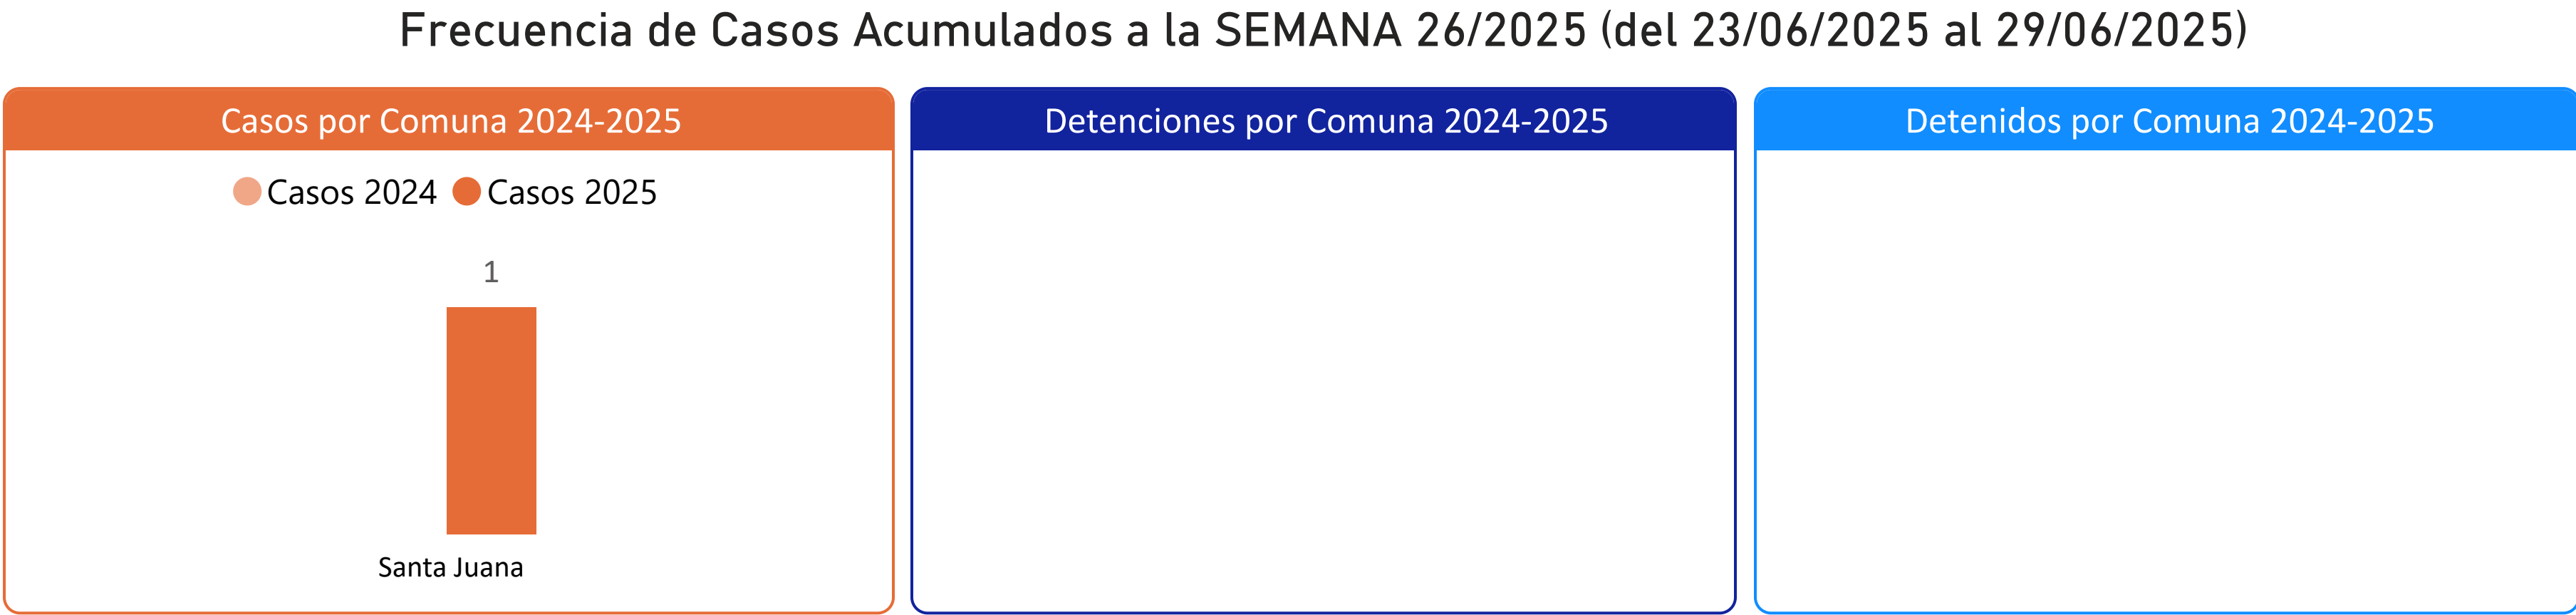 Frecuencia de Casos Acumulados a la SEMANA 26/2025 (del 23/06/2025 al 29/06/2025)
Casos por Comuna 2024-2025
Casos 2024 Casos 2025
1
Santa Juana
Detenciones por Comuna 2024-2025
Detenidos por Comuna 2024-2025